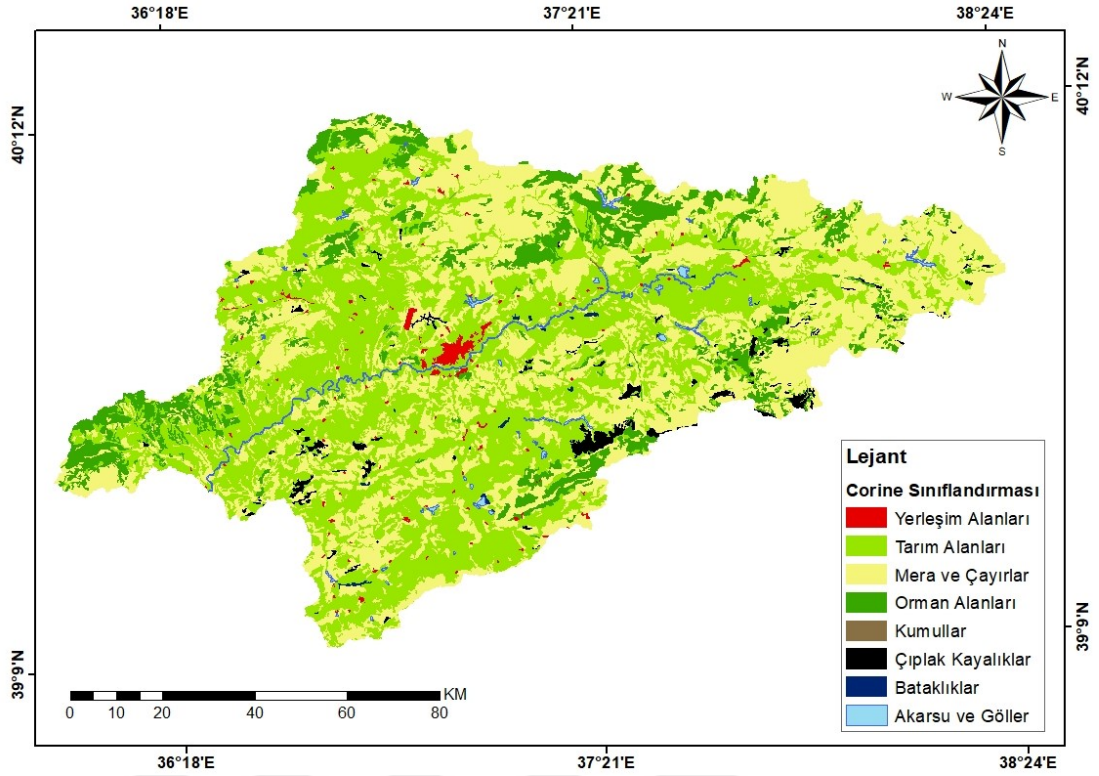 36°18'E 37°21'E 38°24'E
N
W E
S
40°12'N
40°12'N
39°9'N
39°9'N
Lejant
Corine Sınıflandırması
Yerleşim Alanları
Tarım Alanları
Mera ve Çayırlar
Orman Alanları
Kumullar
Çıplak Kayalıklar
Bataklıklar
Akarsu ve Göller
KM
0 10 20 40 60 80
36°18'E 37°21'E 38°24'E